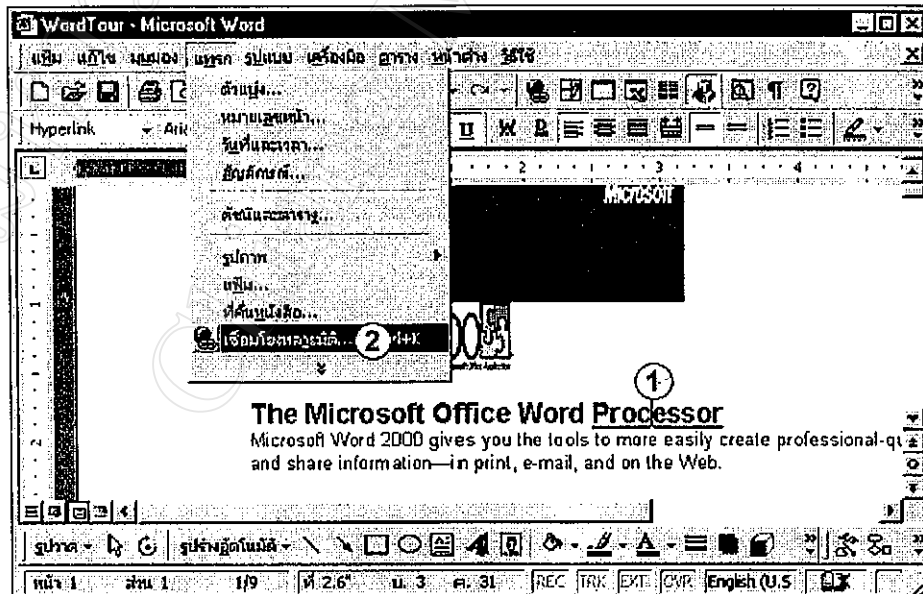 WordTour - Microsoft Word
แฟ้ม แก้ไข มุมมอง แทรก รูปแบบ เครื่องมือ ตาราง หน้าต่าง วิธีใช้
Hyperlink Ari
ตัวแบ่ง...
หมายเลขหน้า...
วันที่และเวลา...
สัญลักษณ์...
ดัชนีและตาราง...
รูปภาพ
แฟ้ม...
ที่คั่นหนังสือ...
เชื่อมโยงหลายมิติ... 2 rl+K
2 3 4
Microsoft
1
The Microsoft Office Word Processor
Microsoft Word 2000 gives you the tools to more easily create professional-qu
and share information—in print, e-mail, and on the Web.
รูปวาด รูปร่างอัตโนมัติ
หน้า 1 ส่วน 1 1/9 ที่ 2.6" บ. 3 ค. 31 REC TRK EXT OVR English (U.S